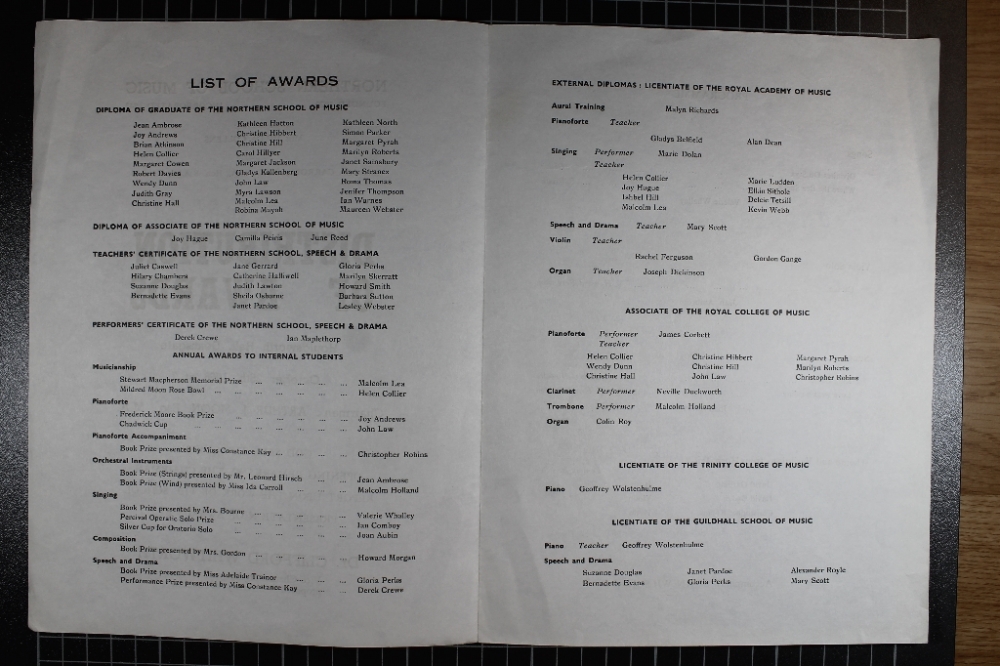 LIST OF AWARDS
DIPLOMA OF GRADUATE OF THE NORTHERN SCHOOL OF MUSIC
Jean Ambrose Kathleen Hatton Kathleen North
Joy Andrews Christine Hibbert Simon Parker
Brian Atkinson Christine Hill Margaret Pyrah
Helen Collier Carol Hillyer Marilyn Roberts
Margaret Cowen Margaret Jackson Janet Sainsbury
Robert Davies Gladys Kallenberg Mary Strange
Wendy Dunn John Law Mona Thomas
Judith Gray Myra Lawson Jenifer Thompson
Christine Hall Malcolm Lea Ian Warnes
Robina Maynh Maureen Webster
DIPLOMA OF ASSOCIATE OF THE NORTHERN SCHOOL OF MUSIC
Joy Hague Camilla June Reed
TEACHERS' CERTIFICATE OF THE NORTHERN SCHOOL, SPEECH & DRAMA
Juliet Caswell Jane Gerrard Gloria Perks
Hilary Chambers Catherine Halliwell Marilyn Skerratt
Suzanne Douglas Judith Lawton Howard Smith
Bernadette Evans Sheila Osborne Barbara Sutton
Janet Pardoe Lesley Webster
PERFORMERS' CERTIFICATE OF THE NORTHERN SCHOOL, SPEECH & DRAMA
Derek Crewe Ian Maplethorp
ANNUAL AWARDS TO INTERNAL STUDENTS
Musicianship
Stewart Macpherson Memorial Prize ... ... ... ... Malcolm Lea
Mildred Moon Rose Bowl ... ... ... ... ... Helen Collier
Pianoforte
Frederick Moore Book Prize ... ... ... ... ... Joy Andrews
Chadwick Cup ... ... ... ... ... John Law
Pianoforte Accompaniment
Book Prize presented by Miss Constance Kay ... ... ... Christopher Robins
Orchestral Instruments
Book Prize (Strings) presented by Mr. Leonard Hirsch ... ... Jean Ambrose
Book Prize (Wind) presented by Miss Ida Carroll ... ... Malcolm Holland
Singing
Book Prize presented by Mrs. Bourne ... ... ... ... Valerie Whalley
Percival Operatic Solo Prize ... ... ... ... Ian Comboy
Silver Cup for Oratorio Solo ... ... ... ... Joan Aubin
Composition
Book Prize presented by Mrs. Gordon ... ... ... ... Howard Morgan
Speech and Drama
Book Prize presented by Miss Adelaide Trainor ... ... ... Gloria Perks
Performance Prize presented by Miss Constance Kay ... ... Derek Crewe
EXTERNAL DIPLOMAS : LICENTIATE OF THE ROYAL ACADEMY OF MUSIC
Aural Training Malyn Richards
Pianoforte Teacher
Gladys Alan Dean
Singing Performer Marie Dolan
Teacher
Helen Collier Marie Ludden
Joy Hague Sithole
Ishbel Hill Tetsill
Malcolm Lea Kevin Webb
Speech and Drama Teacher Mary Scott
Violin Teacher
Rachel Ferguson Gordon Gange
Organ Teacher Joseph Dickinson
ASSOCIATE OF THE ROYAL COLLEGE OF MUSIC
Pianoforte Performer James Corbett
Teacher
Helen Collier Christine Hibbert Margaret Pyrah
Wendy Dunn Christine Hill Marilyn Roberts
Christine Hall John Law Christopher Robins
Clarinet Performer Neville Duckworth
Trombone Performer Malcolm Holland
Organ Colin Roy
LICENTIATE OF THE TRINITY COLLEGE OF MUSIC
Piano Geoffrey Wolstenhulme
LICENTIATE OF THE GUILDHALL SCHOOL OF MUSIC
Piano Teacher Geoffrey Wolstenhulme
Speech and Drama
Suzanne Douglas Janet Pardoe Alexander Royle
Bernadette Evans Gloria Perks Mary Scott